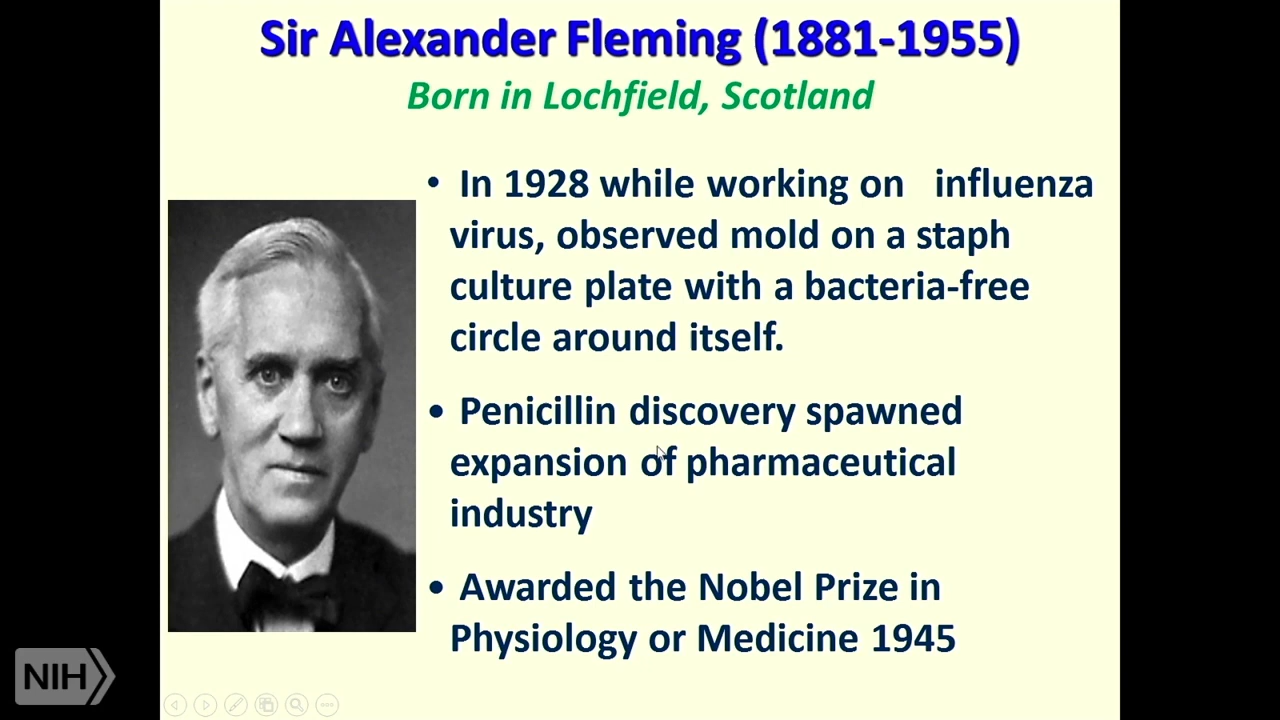 Sir Alexander Fleming (1881-1955)
Born in Lochfield, Scotland
• In 1928 while working on influenza
virus, observed mold on a staph
culture plate with a bacteria-free
circle around itself.
• Penicillin discovery spawned
expansion of pharmaceutical
industry
• Awarded the Nobel Prize in
Physiology or Medicine 1945
NIH